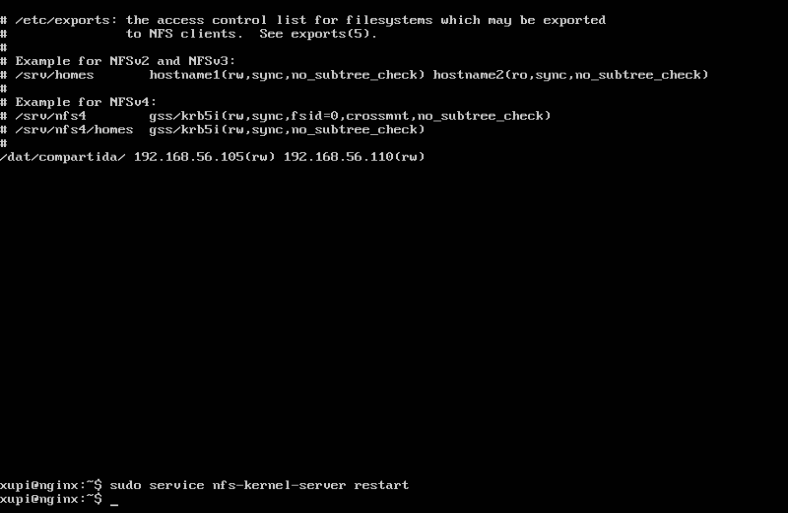 # /etc/exports: the access control list for filesystems which may be exported
#               to NFS clients.  See exports(5).
#
# Example for NFSv2 and NFSv3:
# /srv/homes       hostname1(rw,sync,no_subtree_check) hostname2(ro,sync,no_subtree_check)
#
# Example for NFSv4:
# /srv/nfs4        gss/krb5i(rw,sync,fsid=0,crossmnt,no_subtree_check)
# /srv/nfs4/homes  gss/krb5i(rw,sync,no_subtree_check)
#
/dat/compartida/ 192.168.56.105(rw) 192.168.56.110(rw)
xupi@nginx:~$ sudo service nfs-kernel-server restart
xupi@nginx:~$ _